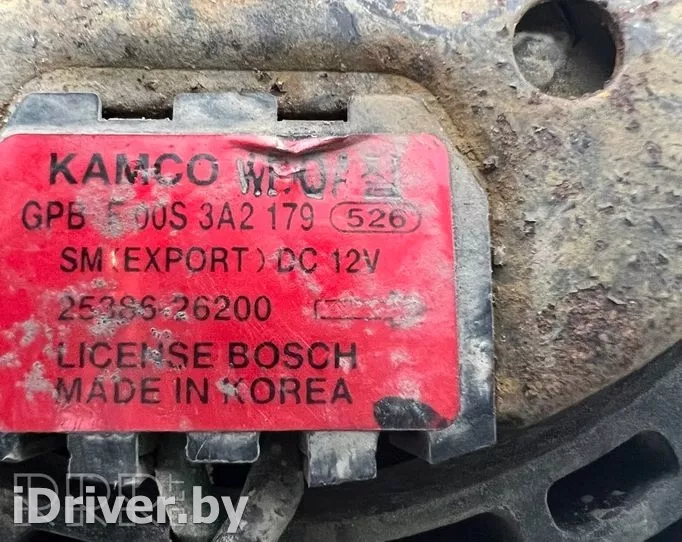 KAMCO
GPB 00S 3A2 179 526
SM(EXPORT) DC 12V
25386-26200
LICENSE BOSCH
MADE IN KOREA
iDriver.by